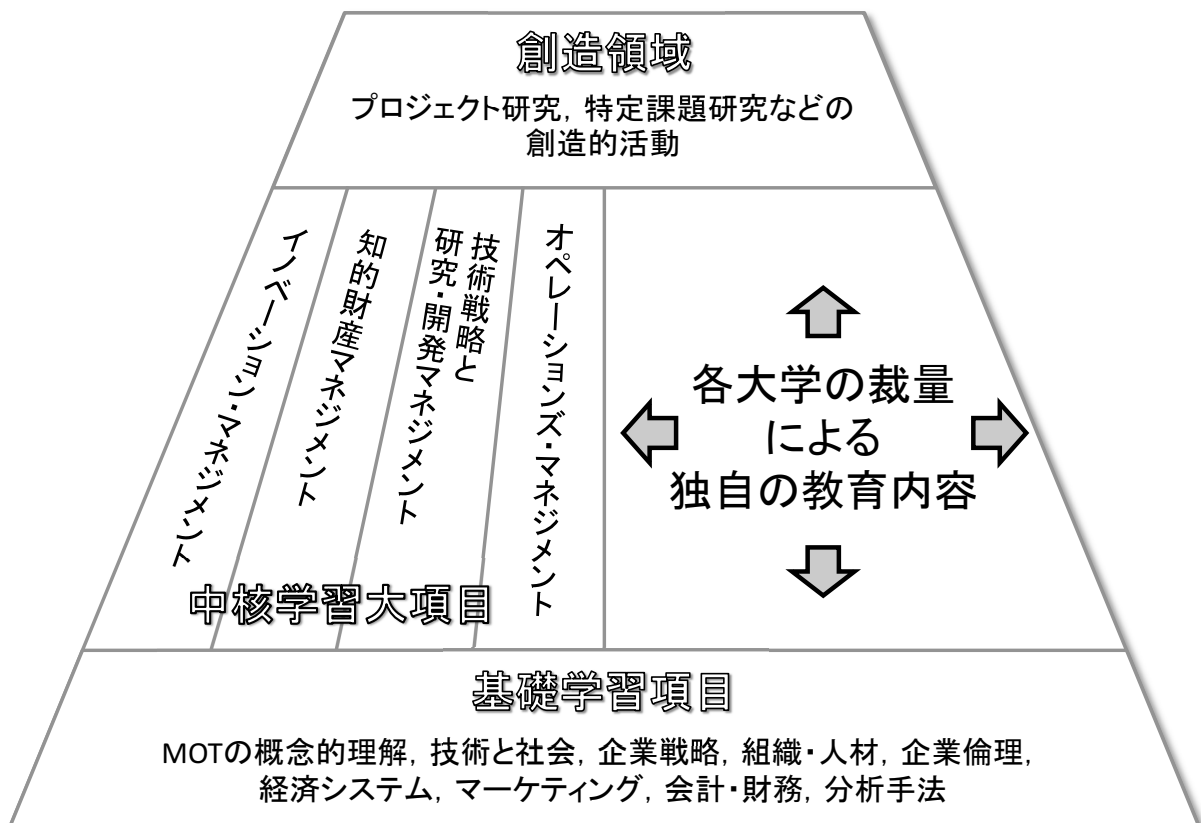 創造領域
プロジェクト研究, 特定課題研究などの
創造的活動
イノベーション・マネジメント
知的財産マネジメント
技術戦略と
研究・開発マネジメント
オペレーションズ・マネジメント
中核学習大項目
各大学の裁量
による
独自の教育内容
基礎学習項目
MOTの概念的理解, 技術と社会, 企業戦略, 組織・人材, 企業倫理,
経済システム, マーケティング, 会計・財務, 分析手法